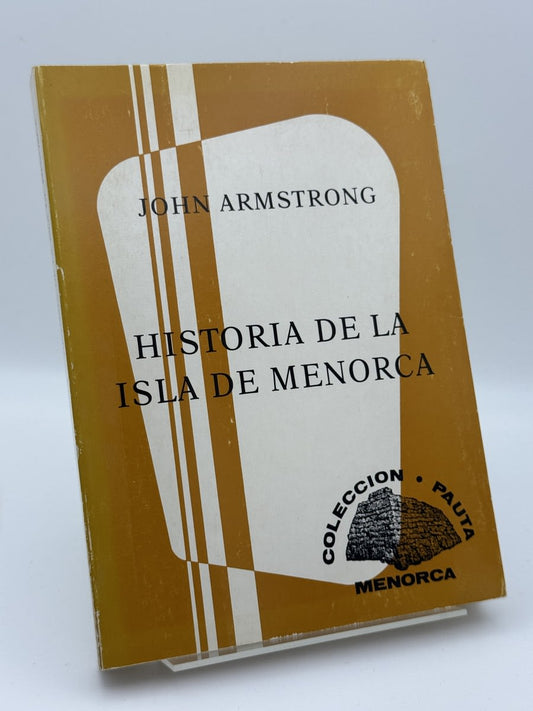 JOHN ARMSTRONG
HISTORIA DE LA
ISLA DE MENORCA
COLECCION · PAUTA
MENORCA